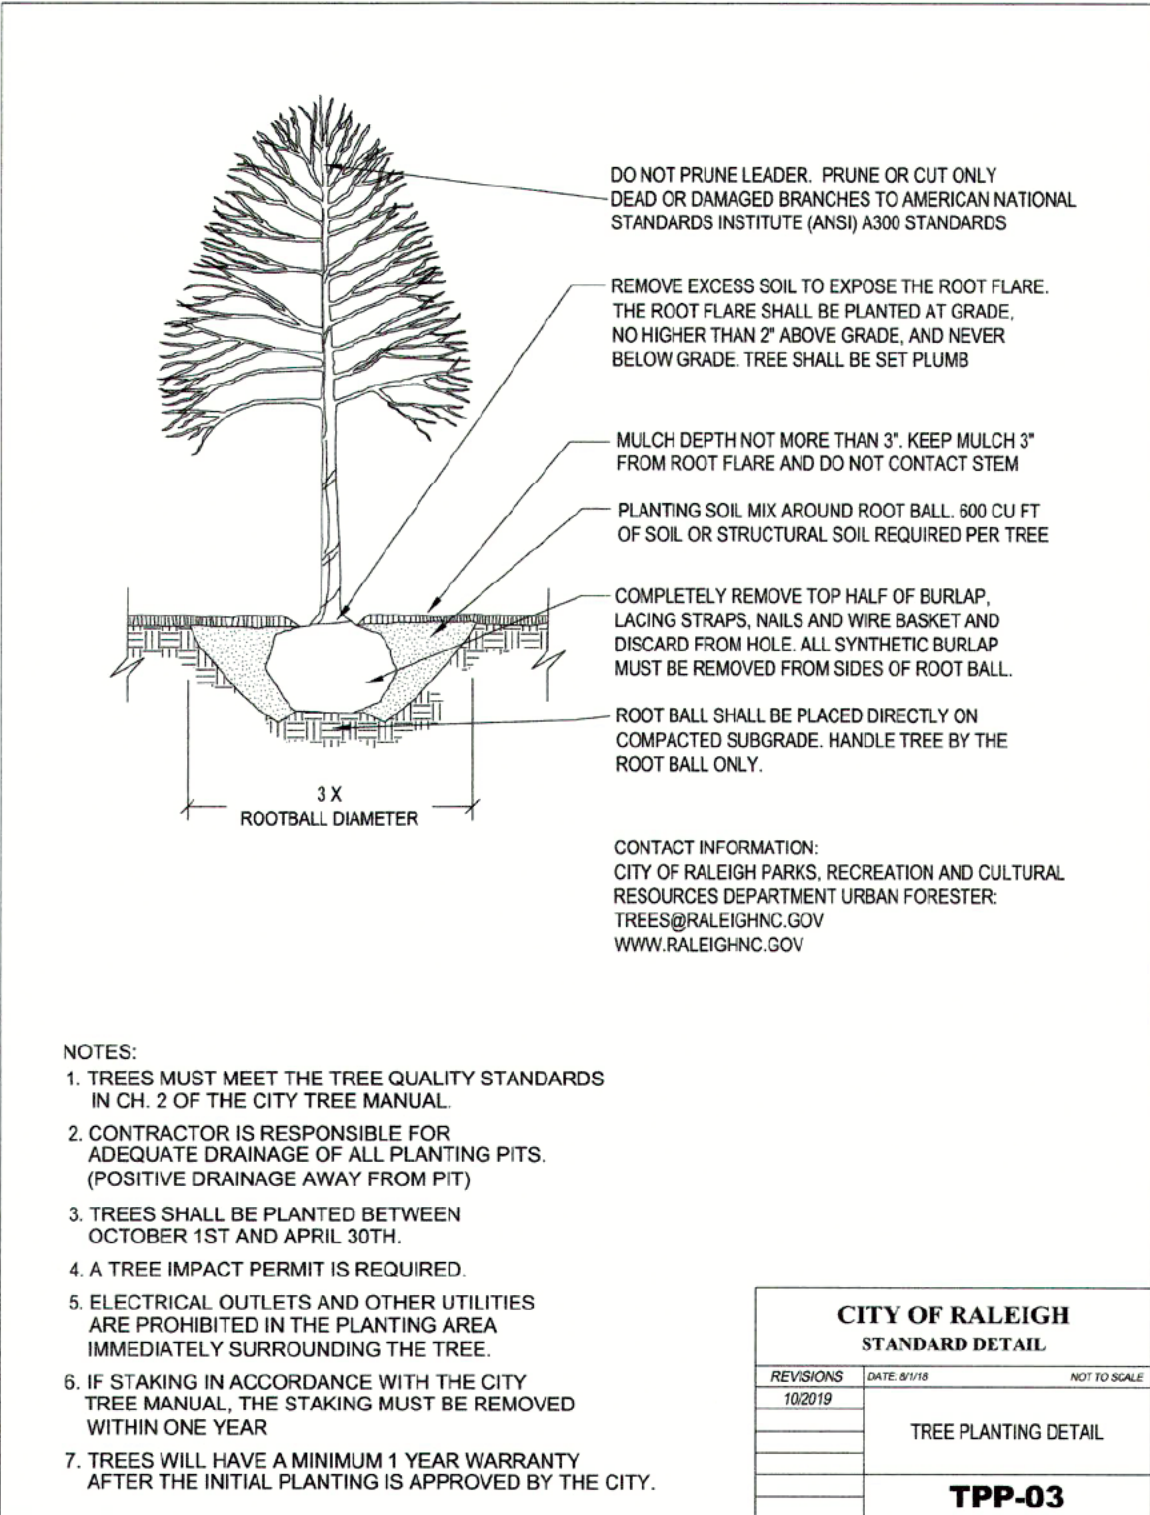 DO NOT PRUNE LEADER. PRUNE OR CUT ONLY
DEAD OR DAMAGED BRANCHES TO AMERICAN NATIONAL
STANDARDS INSTITUTE (ANSI) A300 STANDARDS
REMOVE EXCESS SOIL TO EXPOSE THE ROOT FLARE.
THE ROOT FLARE SHALL BE PLANTED AT GRADE,
NO HIGHER THAN 2" ABOVE GRADE, AND NEVER
BELOW GRADE. TREE SHALL BE SET PLUMB
MULCH DEPTH NOT MORE THAN 3". KEEP MULCH 3"
FROM ROOT FLARE AND DO NOT CONTACT STEM
PLANTING SOIL MIX AROUND ROOT BALL. 600 CU FT
OF SOIL OR STRUCTURAL SOIL REQUIRED PER TREE
COMPLETELY REMOVE TOP HALF OF BURLAP,
LACING STRAPS, NAILS AND WIRE BASKET AND
DISCARD FROM HOLE. ALL SYNTHETIC BURLAP
MUST BE REMOVED FROM SIDES OF ROOT BALL.
ROOT BALL SHALL BE PLACED DIRECTLY ON
COMPACTED SUBGRADE. HANDLE TREE BY THE
ROOT BALL ONLY.
3 X
ROOTBALL DIAMETER
CONTACT INFORMATION:
CITY OF RALEIGH PARKS, RECREATION AND CULTURAL
RESOURCES DEPARTMENT URBAN FORESTER:
TREES@RALEIGHNC.GOV
WWW.RALEIGHNC.GOV
NOTES:
1. TREES MUST MEET THE TREE QUALITY STANDARDS
IN CH. 2 OF THE CITY TREE MANUAL.
2. CONTRACTOR IS RESPONSIBLE FOR
ADEQUATE DRAINAGE OF ALL PLANTING PITS.
(POSITIVE DRAINAGE AWAY FROM PIT)
3. TREES SHALL BE PLANTED BETWEEN
OCTOBER 1ST AND APRIL 30TH.
4. A TREE IMPACT PERMIT IS REQUIRED.
5. ELECTRICAL OUTLETS AND OTHER UTILITIES
ARE PROHIBITED IN THE PLANTING AREA
IMMEDIATELY SURROUNDING THE TREE.
6. IF STAKING IN ACCORDANCE WITH THE CITY
TREE MANUAL, THE STAKING MUST BE REMOVED
WITHIN ONE YEAR
7. TREES WILL HAVE A MINIMUM 1 YEAR WARRANTY
AFTER THE INITIAL PLANTING IS APPROVED BY THE CITY.
CITY OF RALEIGH
STANDARD DETAIL
REVISIONS DATE: 8/1/18 NOT TO SCALE
10/2019
TREE PLANTING DETAIL
TPP-03